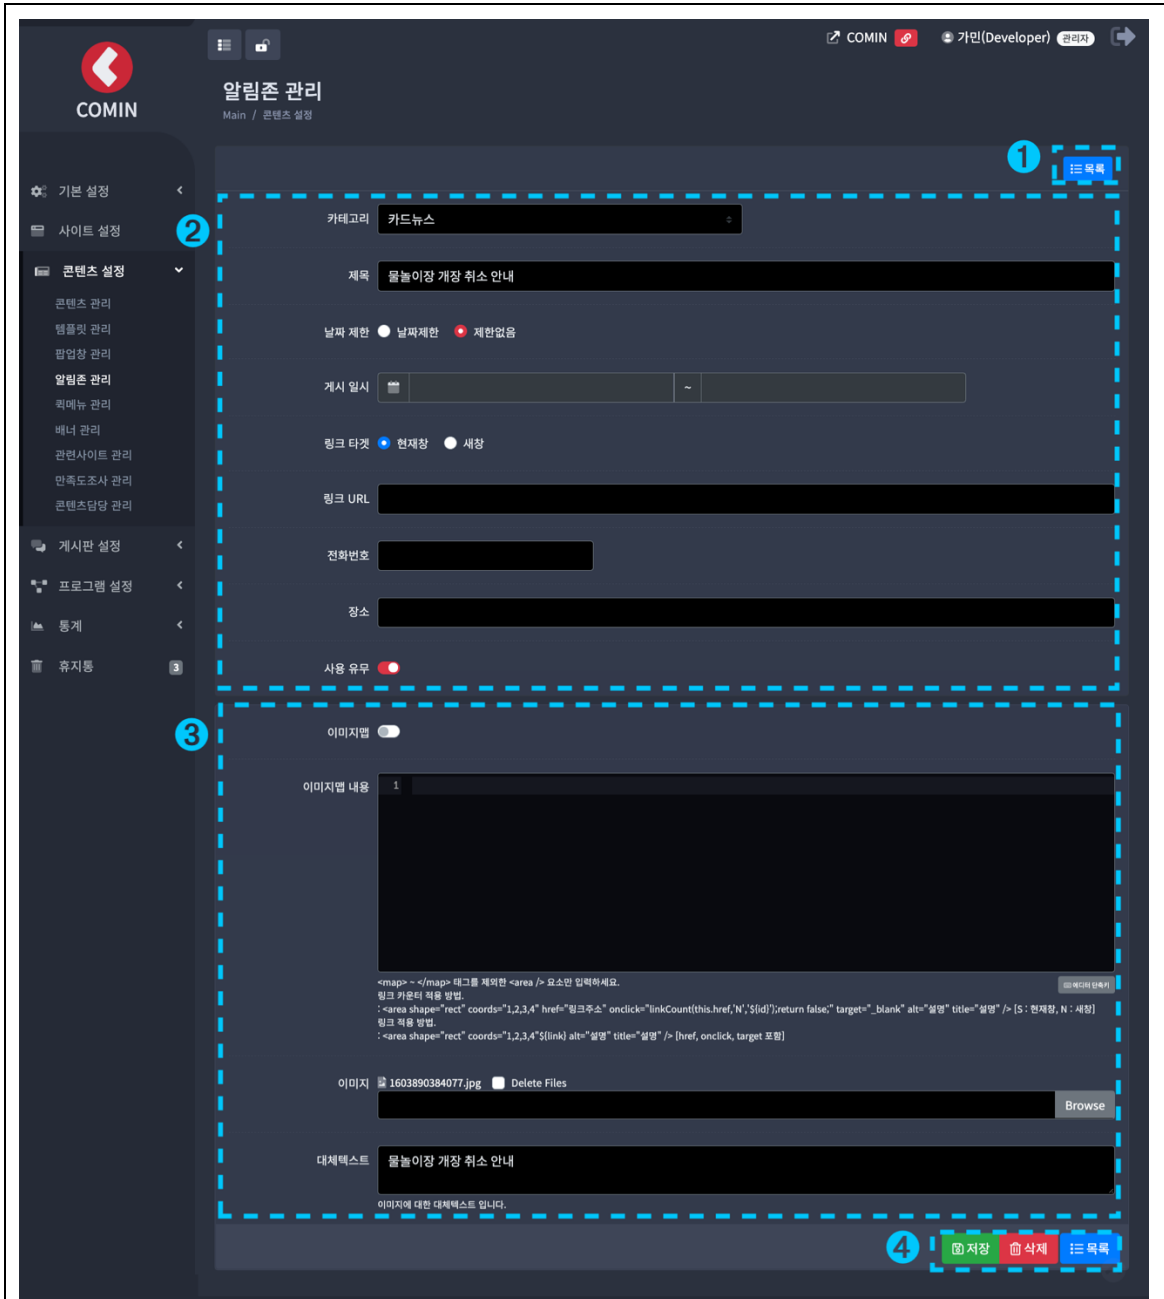 COMIN
COMIN
가민(Developer) 관리자
알림존 관리
Main / 콘텐츠 설정
1
목록
기본 설정
사이트 설정
콘텐츠 설정
콘텐츠 관리
템플릿 관리
팝업창 관리
알림존 관리
퀵메뉴 관리
배너 관리
관련사이트 관리
만족도조사 관리
콘텐츠담당 관리
게시판 설정
프로그램 설정
통계
휴지통 3
2
카테고리 카드뉴스
제목 물놀이장 개장 취소 안내
날짜 제한 날짜제한 제한없음
게시 일시 ~
링크 타겟 현재창 새창
링크 URL
전화번호
장소
사용 유무
3
이미지맵
이미지맵 내용 1
<map> ~ </map> 태그를 제외한 <area /> 요소만 입력하세요.
에디터 단축키
링크 카운터 적용 방법.
: <area shape="rect" coords="1,2,3,4" href="링크주소" onclick="linkCount(this.href,'N','${id}');return false;" target="_blank" alt="설명" title="설명" /> [S : 현재창, N : 새창]
링크 적용 방법.
: <area shape="rect" coords="1,2,3,4"${link} alt="설명" title="설명" /> [href, onclick, target 포함]
이미지 1603890384077.jpg Delete Files
Browse
대체텍스트 물놀이장 개장 취소 안내
이미지에 대한 대체텍스트 입니다.
4 저장 삭제 목록